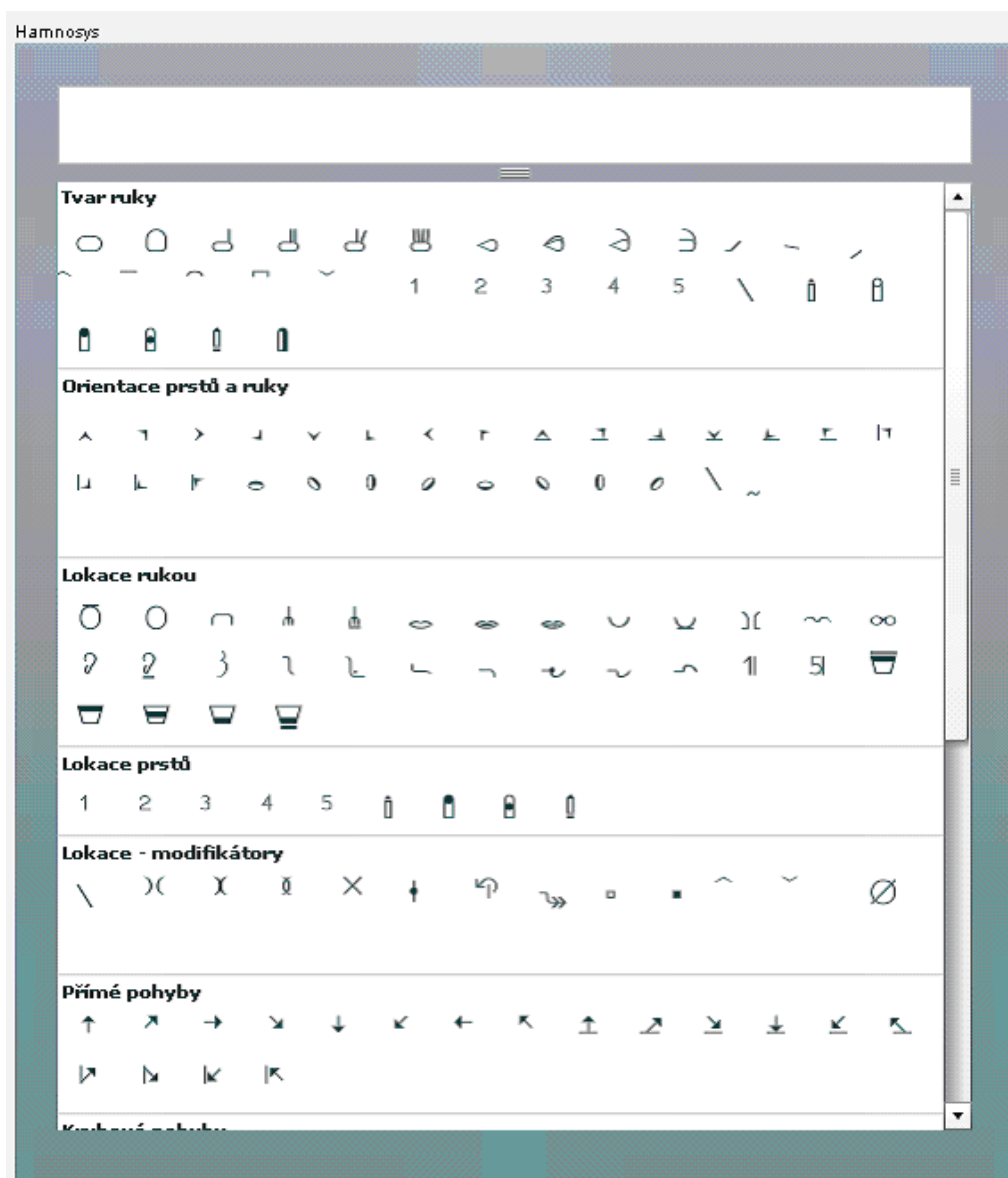 Hamnosys
Tvar ruky
1 2 3 4 5
Orientace prstů a ruky
Lokace rukou
Lokace prstů
1 2 3 4 5
Lokace - modifikátory
Přímé pohyby